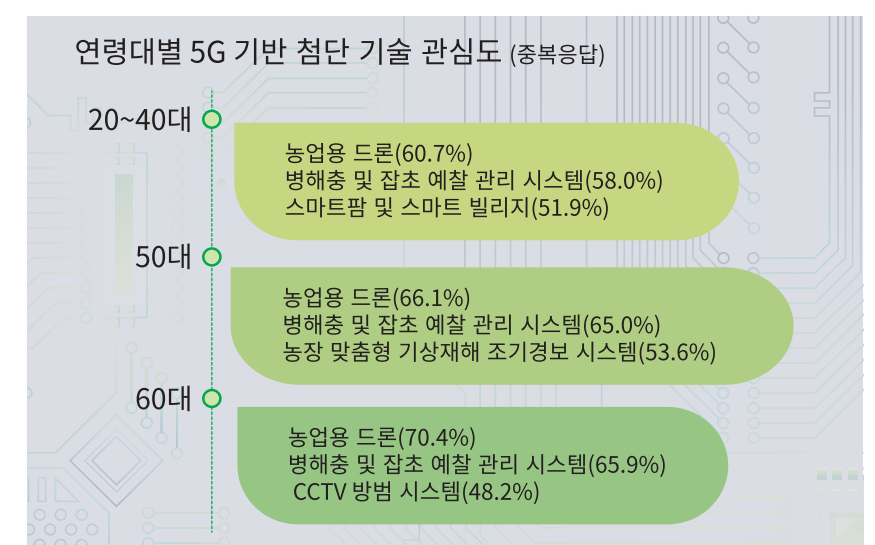 연령대별 5G 기반 첨단 기술 관심도 (중복응답)
20~40대
농업용 드론(60.7%)
병해충 및 잡초 예찰 관리 시스템(58.0%)
스마트팜 및 스마트 빌리지(51.9%)
50대
농업용 드론(66.1%)
병해충 및 잡초 예찰 관리 시스템(65.0%)
농장 맞춤형 기상재해 조기경보 시스템(53.6%)
60대
농업용 드론(70.4%)
병해충 및 잡초 예찰 관리 시스템(65.9%)
CCTV 방범 시스템(48.2%)